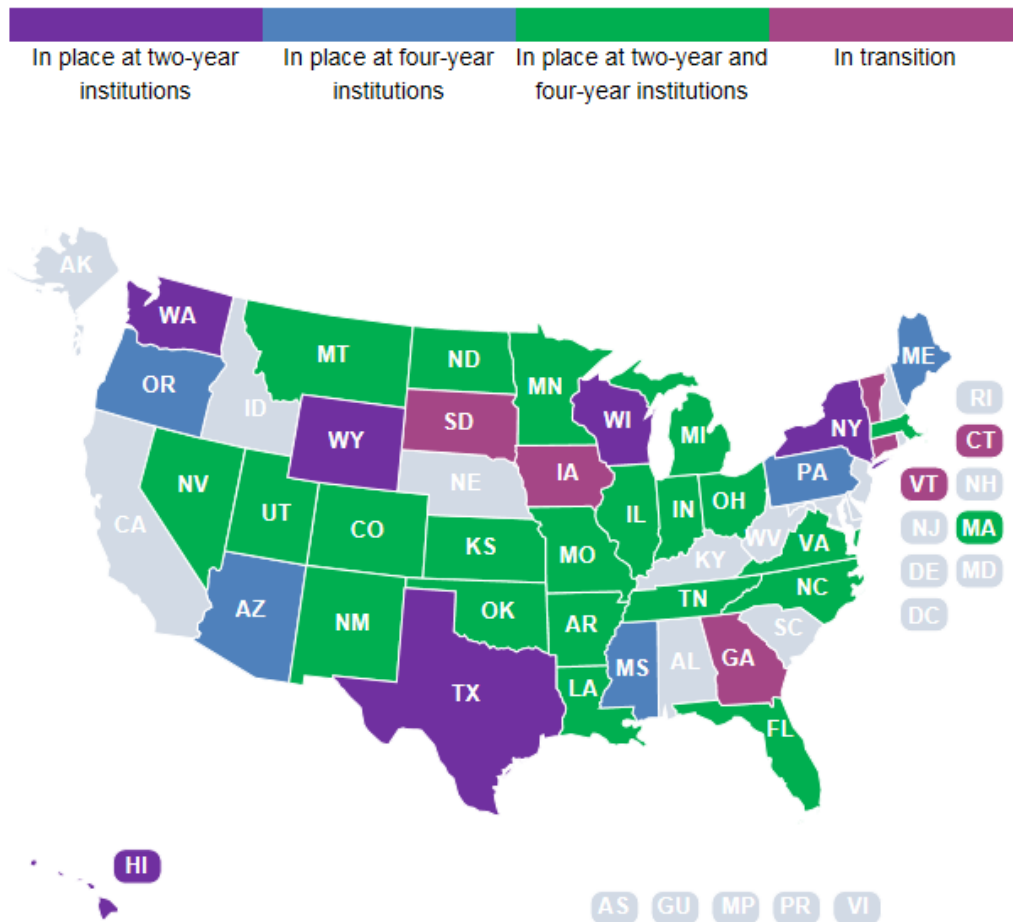 In place at two-year
institutions
In place at four-year
institutions
In place at two-year and
four-year institutions
In transition
AK
WA
MT
ND
MN
ME
OR
ID
WY
SD
WI
MI
NY
RI
CT
NV
UT
CO
NE
IA
IL
IN
OH
PA
VT
NH
CA
KS
MO
KY
WV
VA
NJ
MA
AZ
NM
OK
AR
TN
NC
DE
MD
TX
LA
MS
AL
GA
SC
DC
FL
HI
AS
GU
MP
PR
VI